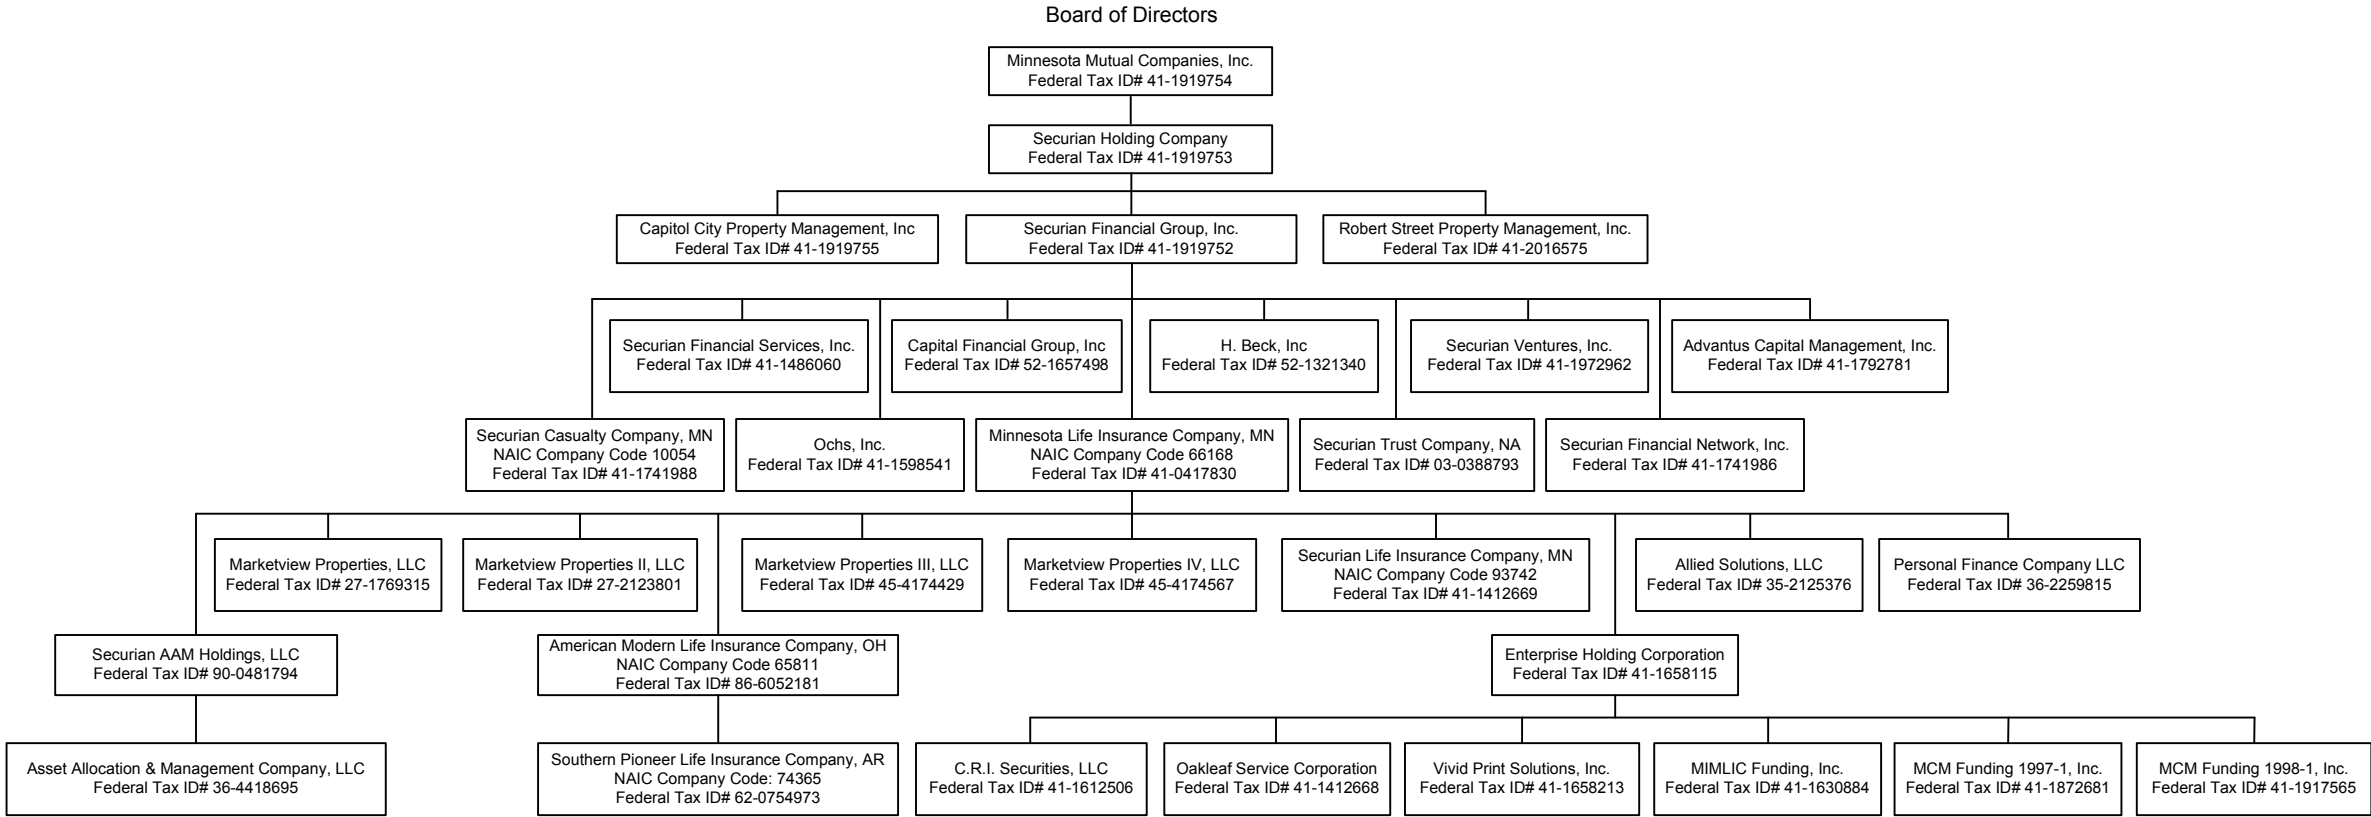 Board of Directors
Minnesota Mutual Companies, Inc.
Federal Tax ID# 41-1919754
Securian Holding Company
Federal Tax ID# 41-1919753
Capitol City Property Management, Inc
Federal Tax ID# 41-1919755
Securian Financial Group, Inc.
Federal Tax ID# 41-1919752
Robert Street Property Management, Inc.
Federal Tax ID# 41-2016575
Securian Financial Services, Inc.
Federal Tax ID# 41-1486060
Capital Financial Group, Inc
Federal Tax ID# 52-1657498
H. Beck, Inc
Federal Tax ID# 52-1321340
Securian Ventures, Inc.
Federal Tax ID# 41-1972962
Advantus Capital Management, Inc.
Federal Tax ID# 41-1792781
Securian Casualty Company, MN
NAIC Company Code 10054
Federal Tax ID# 41-1741988
Ochs, Inc.
Federal Tax ID# 41-1598541
Minnesota Life Insurance Company, MN
NAIC Company Code 66168
Federal Tax ID# 41-0417830
Securian Trust Company, NA
Federal Tax ID# 03-0388793
Securian Financial Network, Inc.
Federal Tax ID# 41-1741986
Marketview Properties, LLC
Federal Tax ID# 27-1769315
Marketview Properties II, LLC
Federal Tax ID# 27-2123801
Marketview Properties III, LLC
Federal Tax ID# 45-4174429
Marketview Properties IV, LLC
Federal Tax ID# 45-4174567
Securian Life Insurance Company, MN
NAIC Company Code 93742
Federal Tax ID# 41-1412669
Allied Solutions, LLC
Federal Tax ID# 35-2125376
Personal Finance Company LLC
Federal Tax ID# 36-2259815
Securian AAM Holdings, LLC
Federal Tax ID# 90-0481794
American Modern Life Insurance Company, OH
NAIC Company Code 65811
Federal Tax ID# 86-6052181
Enterprise Holding Corporation
Federal Tax ID# 41-1658115
Asset Allocation & Management Company, LLC
Federal Tax ID# 36-4418695
Southern Pioneer Life Insurance Company, AR
NAIC Company Code: 74365
Federal Tax ID# 62-0754973
C.R.I. Securities, LLC
Federal Tax ID# 41-1612506
Oakleaf Service Corporation
Federal Tax ID# 41-1412668
Vivid Print Solutions, Inc.
Federal Tax ID# 41-1658213
MIMLIC Funding, Inc.
Federal Tax ID# 41-1630884
MCM Funding 1997-1, Inc.
Federal Tax ID# 41-1872681
MCM Funding 1998-1, Inc.
Federal Tax ID# 41-1917565